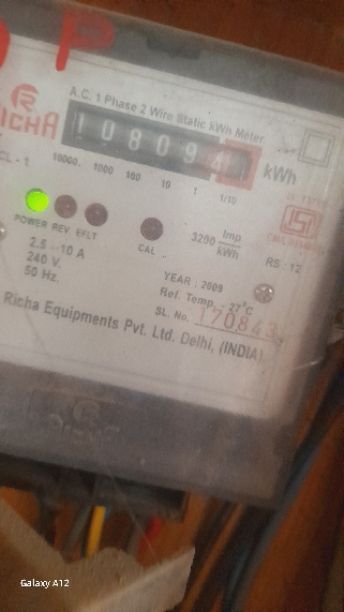 P
A.C. 1 Phase 2 Wire Static kWh Meter
RICHA
10809 kWh
CL - 1
10000. 1000 100 10 1 1/10
POWER REV EFLT
CAL
3200 Imp/kWh
RS : 12
2.5 - 10 A
240 V.
50 Hz.
YEAR : 2009
Ref. Temp. - 27°C
SL. No. 170843
Richa Equipments Pvt. Ltd. Delhi, (INDIA)
Galaxy A12